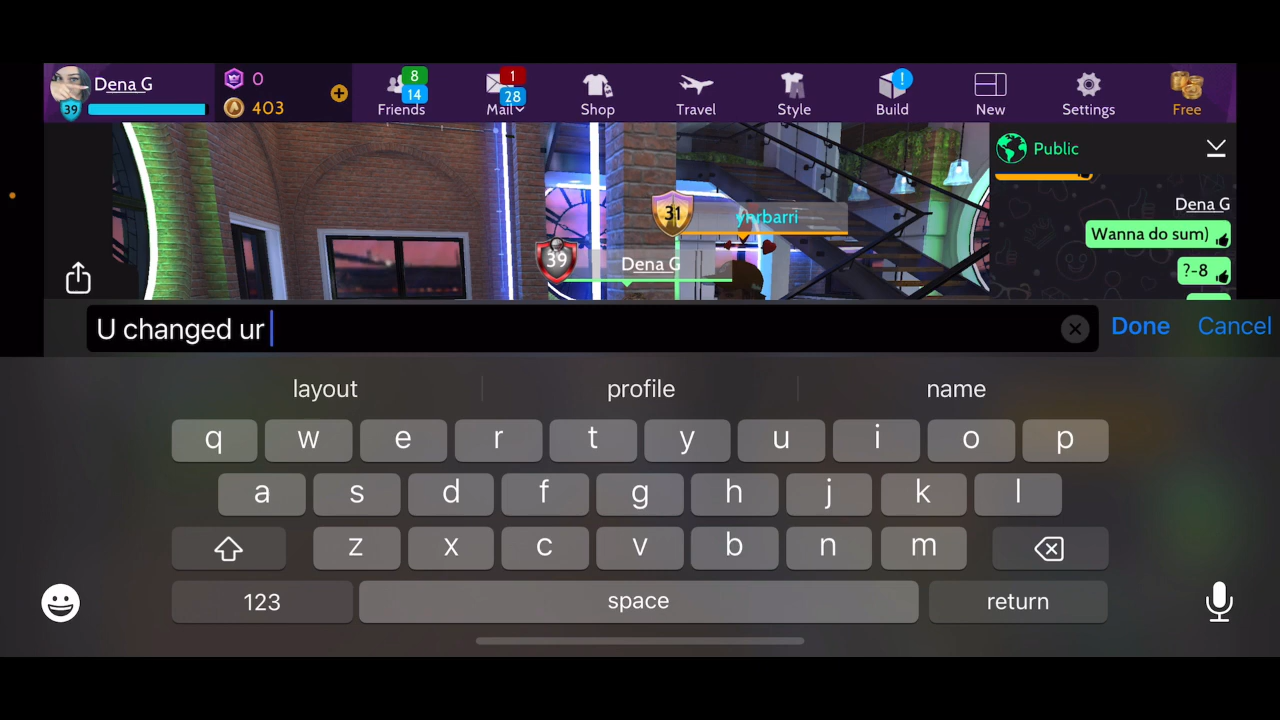 Dena G
39
0
403
8
14
Friends
1
28
Mail
Shop
Travel
Style
!
Build
New
Settings
Free
Public
Dena G
Wanna do sum)
?-8
31
ynrbarri
39
Dena G
U changed ur
Done
Cancel
layout
profile
name
q w e r t y u i o p
a s d f g h j k l
z x c v b n m
123
space
return